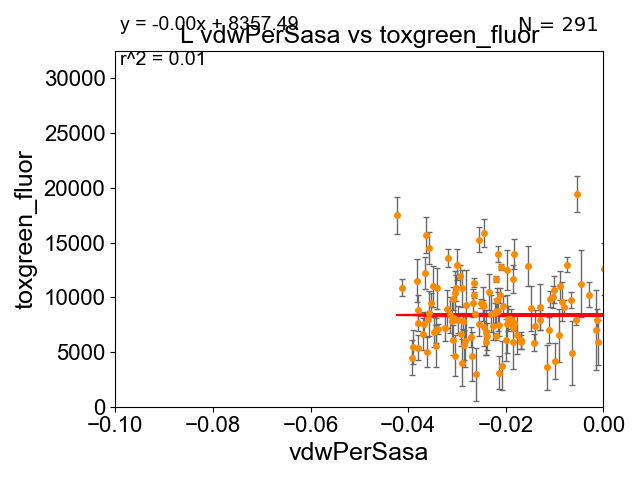 y = -0.00x + 8357.49
N = 291
L vdwPerSasa vs toxgreen_fluor
r^2 = 0.01
30000
25000
20000
15000
10000
5000
0
toxgreen_fluor
−0.10
−0.08
−0.06
−0.04
−0.02
0.00
vdwPerSasa